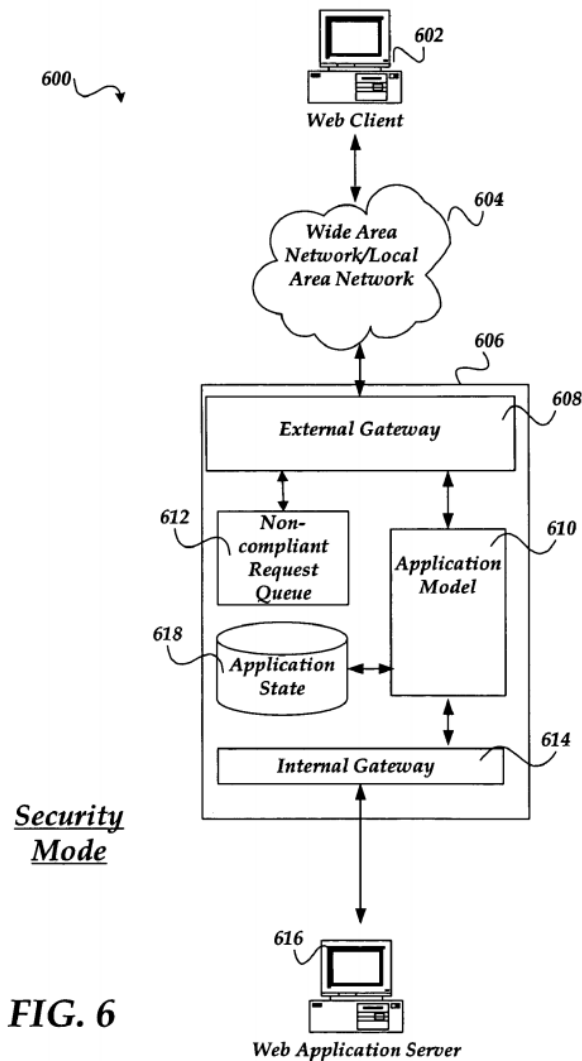 602
600
Web Client
604
Wide Area
Network/Local
Area Network
606
608
External Gateway
612
Non-
compliant
Request
Queue
610
Application
Model
618
Application
State
614
Internal Gateway
Security
Mode
616
FIG. 6
Web Application Server